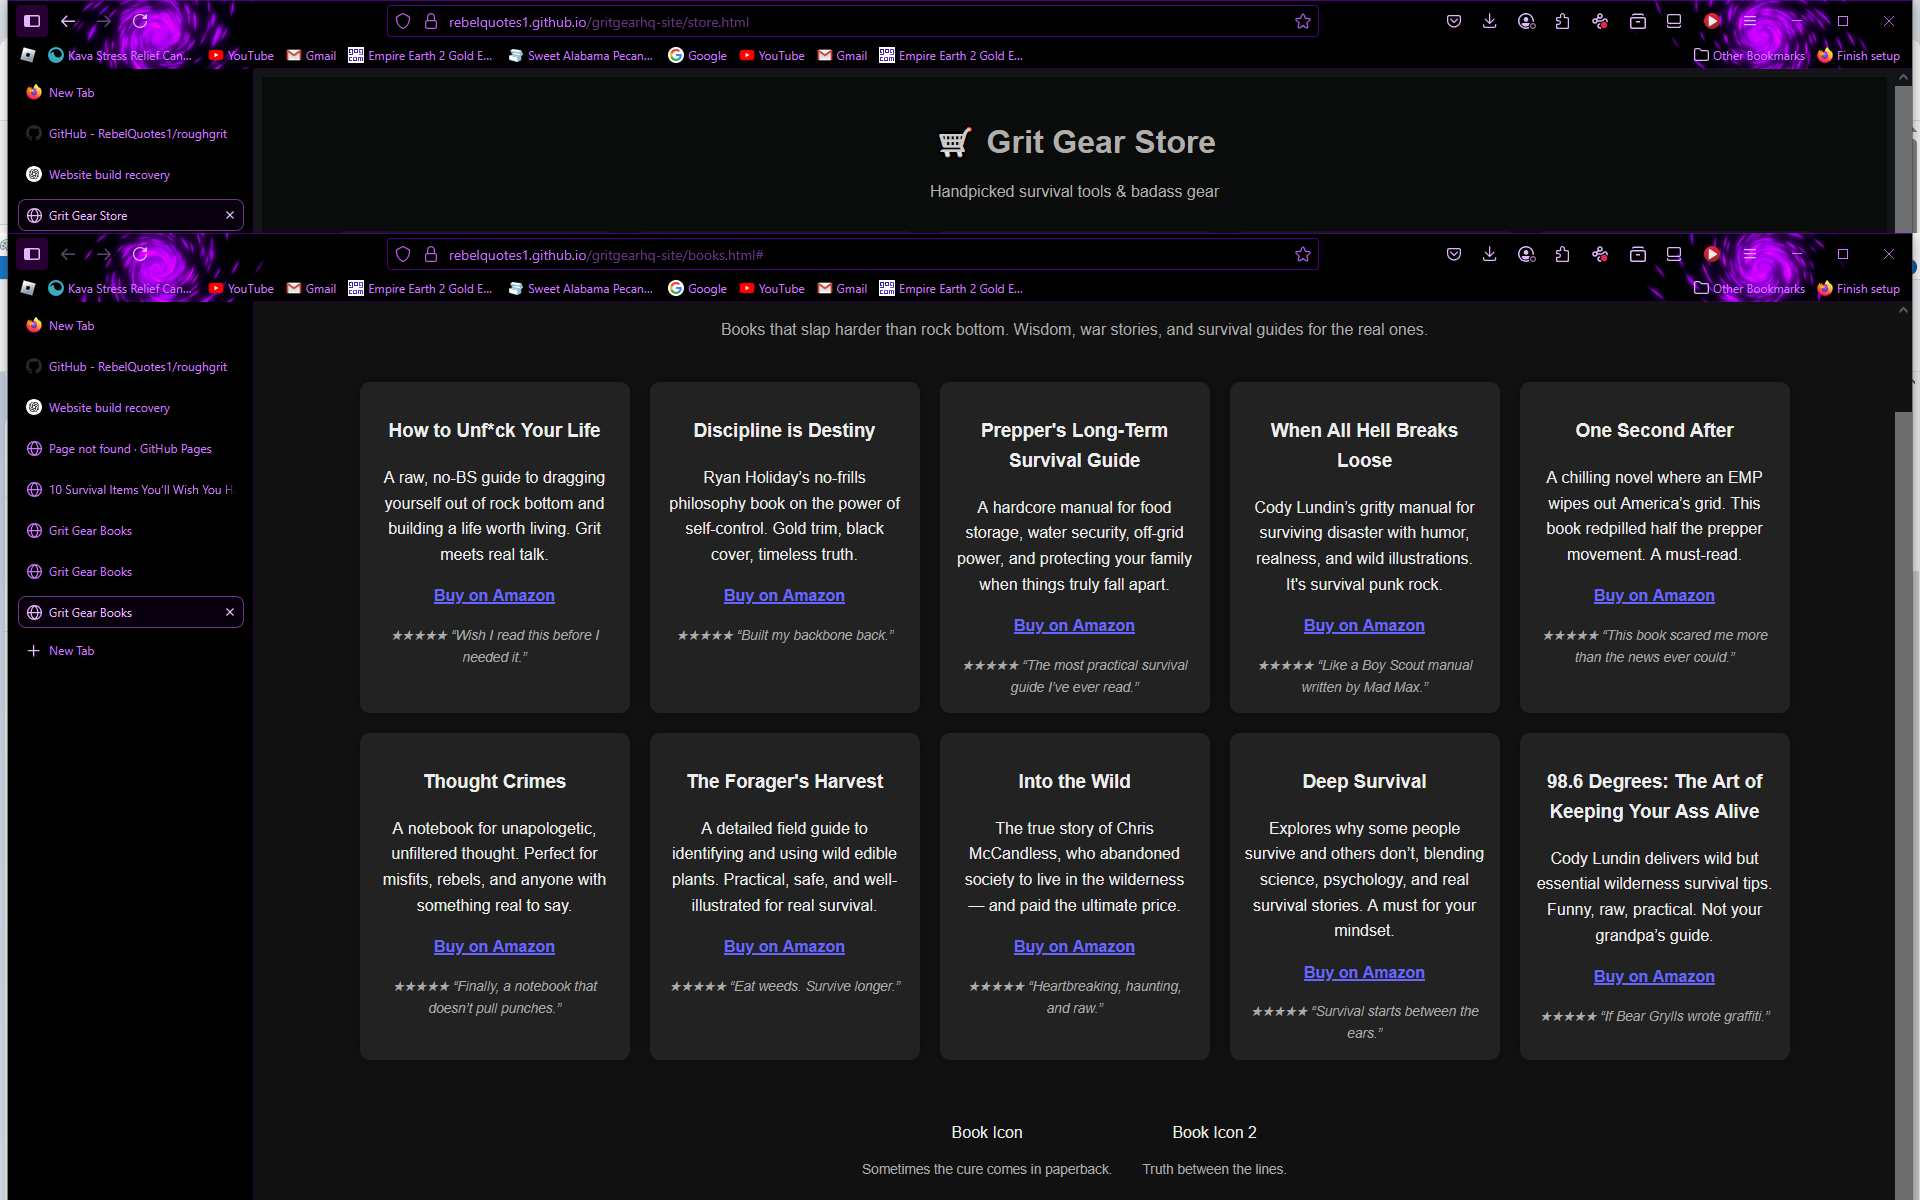 rebelquotes1.github.io/gritgearhq-site/store.html
Kava Stress Relief Can... YouTube Gmail Empire Earth 2 Gold E... Sweet Alabama Pecan... Google YouTube Gmail Empire Earth 2 Gold E... Other Bookmarks Finish setup
New Tab
GitHub - RebelQuotes1/roughgrit
Website build recovery
Grit Gear Store
Grit Gear Store
Handpicked survival tools & badass gear
rebelquotes1.github.io/gritgearhq-site/books.html#
Kava Stress Relief Can... YouTube Gmail Empire Earth 2 Gold E... Sweet Alabama Pecan... Google YouTube Gmail Empire Earth 2 Gold E... Other Bookmarks Finish setup
New Tab
GitHub - RebelQuotes1/roughgrit
Website build recovery
Page not found · GitHub Pages
10 Survival Items You'll Wish You H
Grit Gear Books
Grit Gear Books
Grit Gear Books
New Tab
Books that slap harder than rock bottom. Wisdom, war stories, and survival guides for the real ones.
How to Unf*ck Your Life
A raw, no-BS guide to dragging
yourself out of rock bottom and
building a life worth living. Grit
meets real talk.
Buy on Amazon
★★★★★ “Wish I read this before I
needed it.”
Discipline is Destiny
Ryan Holiday’s no-frills
philosophy book on the power of
self-control. Gold trim, black
cover, timeless truth.
Buy on Amazon
★★★★★ “Built my backbone back.”
Prepper's Long-Term
Survival Guide
A hardcore manual for food
storage, water security, off-grid
power, and protecting your family
when things truly fall apart.
Buy on Amazon
★★★★★ “The most practical survival
guide I’ve ever read.”
When All Hell Breaks
Loose
Cody Lundin’s gritty manual for
surviving disaster with humor,
realness, and wild illustrations.
It's survival punk rock.
Buy on Amazon
★★★★★ “Like a Boy Scout manual
written by Mad Max.”
One Second After
A chilling novel where an EMP
wipes out America’s grid. This
book redpilled half the prepper
movement. A must-read.
Buy on Amazon
★★★★★ “This book scared me more
than the news ever could.”
Thought Crimes
A notebook for unapologetic,
unfiltered thought. Perfect for
misfits, rebels, and anyone with
something real to say.
Buy on Amazon
★★★★★ “Finally, a notebook that
doesn’t pull punches.”
The Forager's Harvest
A detailed field guide to
identifying and using wild edible
plants. Practical, safe, and well-
illustrated for real survival.
Buy on Amazon
★★★★★ “Eat weeds. Survive longer.”
Into the Wild
The true story of Chris
McCandless, who abandoned
society to live in the wilderness
— and paid the ultimate price.
Buy on Amazon
★★★★★ “Heartbreaking, haunting,
and raw.”
Deep Survival
Explores why some people
survive and others don’t, blending
science, psychology, and real
survival stories. A must for your
mindset.
Buy on Amazon
★★★★★ “Survival starts between the
ears.”
98.6 Degrees: The Art of
Keeping Your Ass Alive
Cody Lundin delivers wild but
essential wilderness survival tips.
Funny, raw, practical. Not your
grandpa’s guide.
Buy on Amazon
★★★★★ “If Bear Grylls wrote graffiti.”
Book Icon
Sometimes the cure comes in paperback.
Book Icon 2
Truth between the lines.